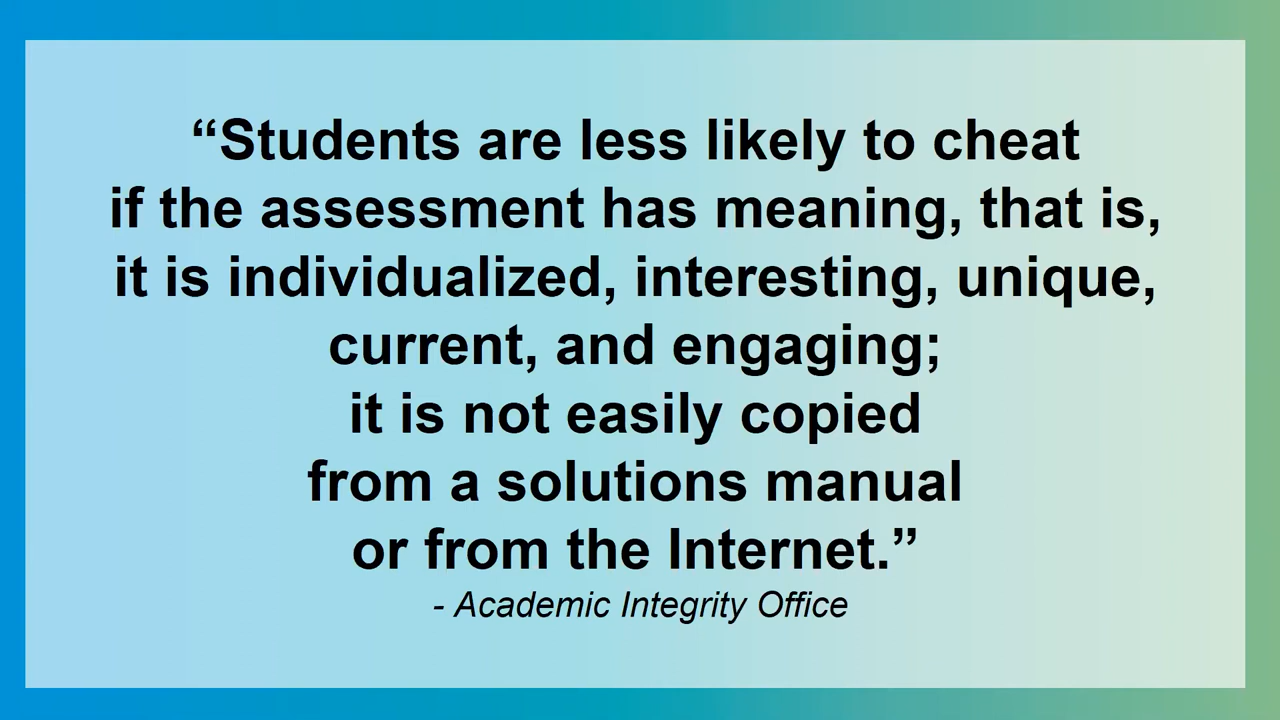 “Students are less likely to cheat
if the assessment has meaning, that is,
it is individualized, interesting, unique,
current, and engaging;
it is not easily copied
from a solutions manual
or from the Internet.”
- Academic Integrity Office